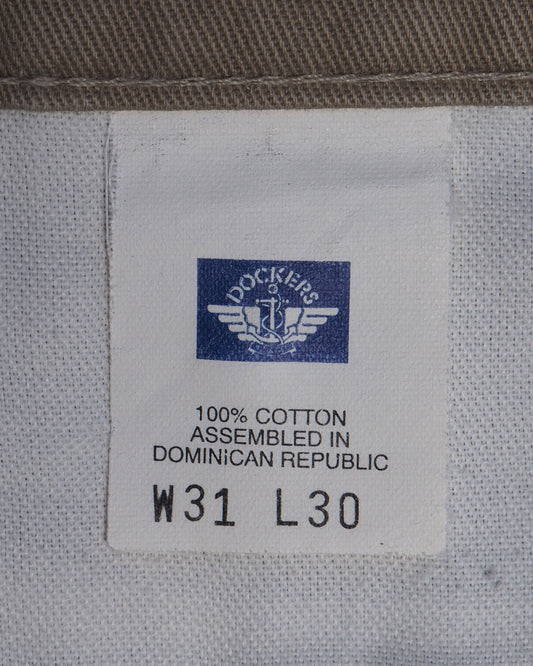 DOCKERS
100% COTTON
ASSEMBLED IN
DOMINICAN REPUBLIC
W31 L30